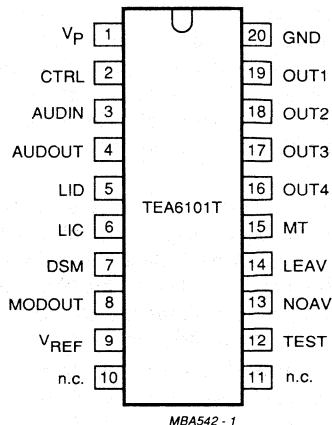 VP 1 20 GND
CTRL 2 19 OUT1
AUDIN 3 18 OUT2
AUDOUT 4 17 OUT3
LID 5 16 OUT4
TEA6101T
LIC 6 15 MT
DSM 7 14 LEAV
MODOUT 8 13 NOAV
VREF 9 12 TEST
n.c. 10 11 n.c.
MBA542 - 1